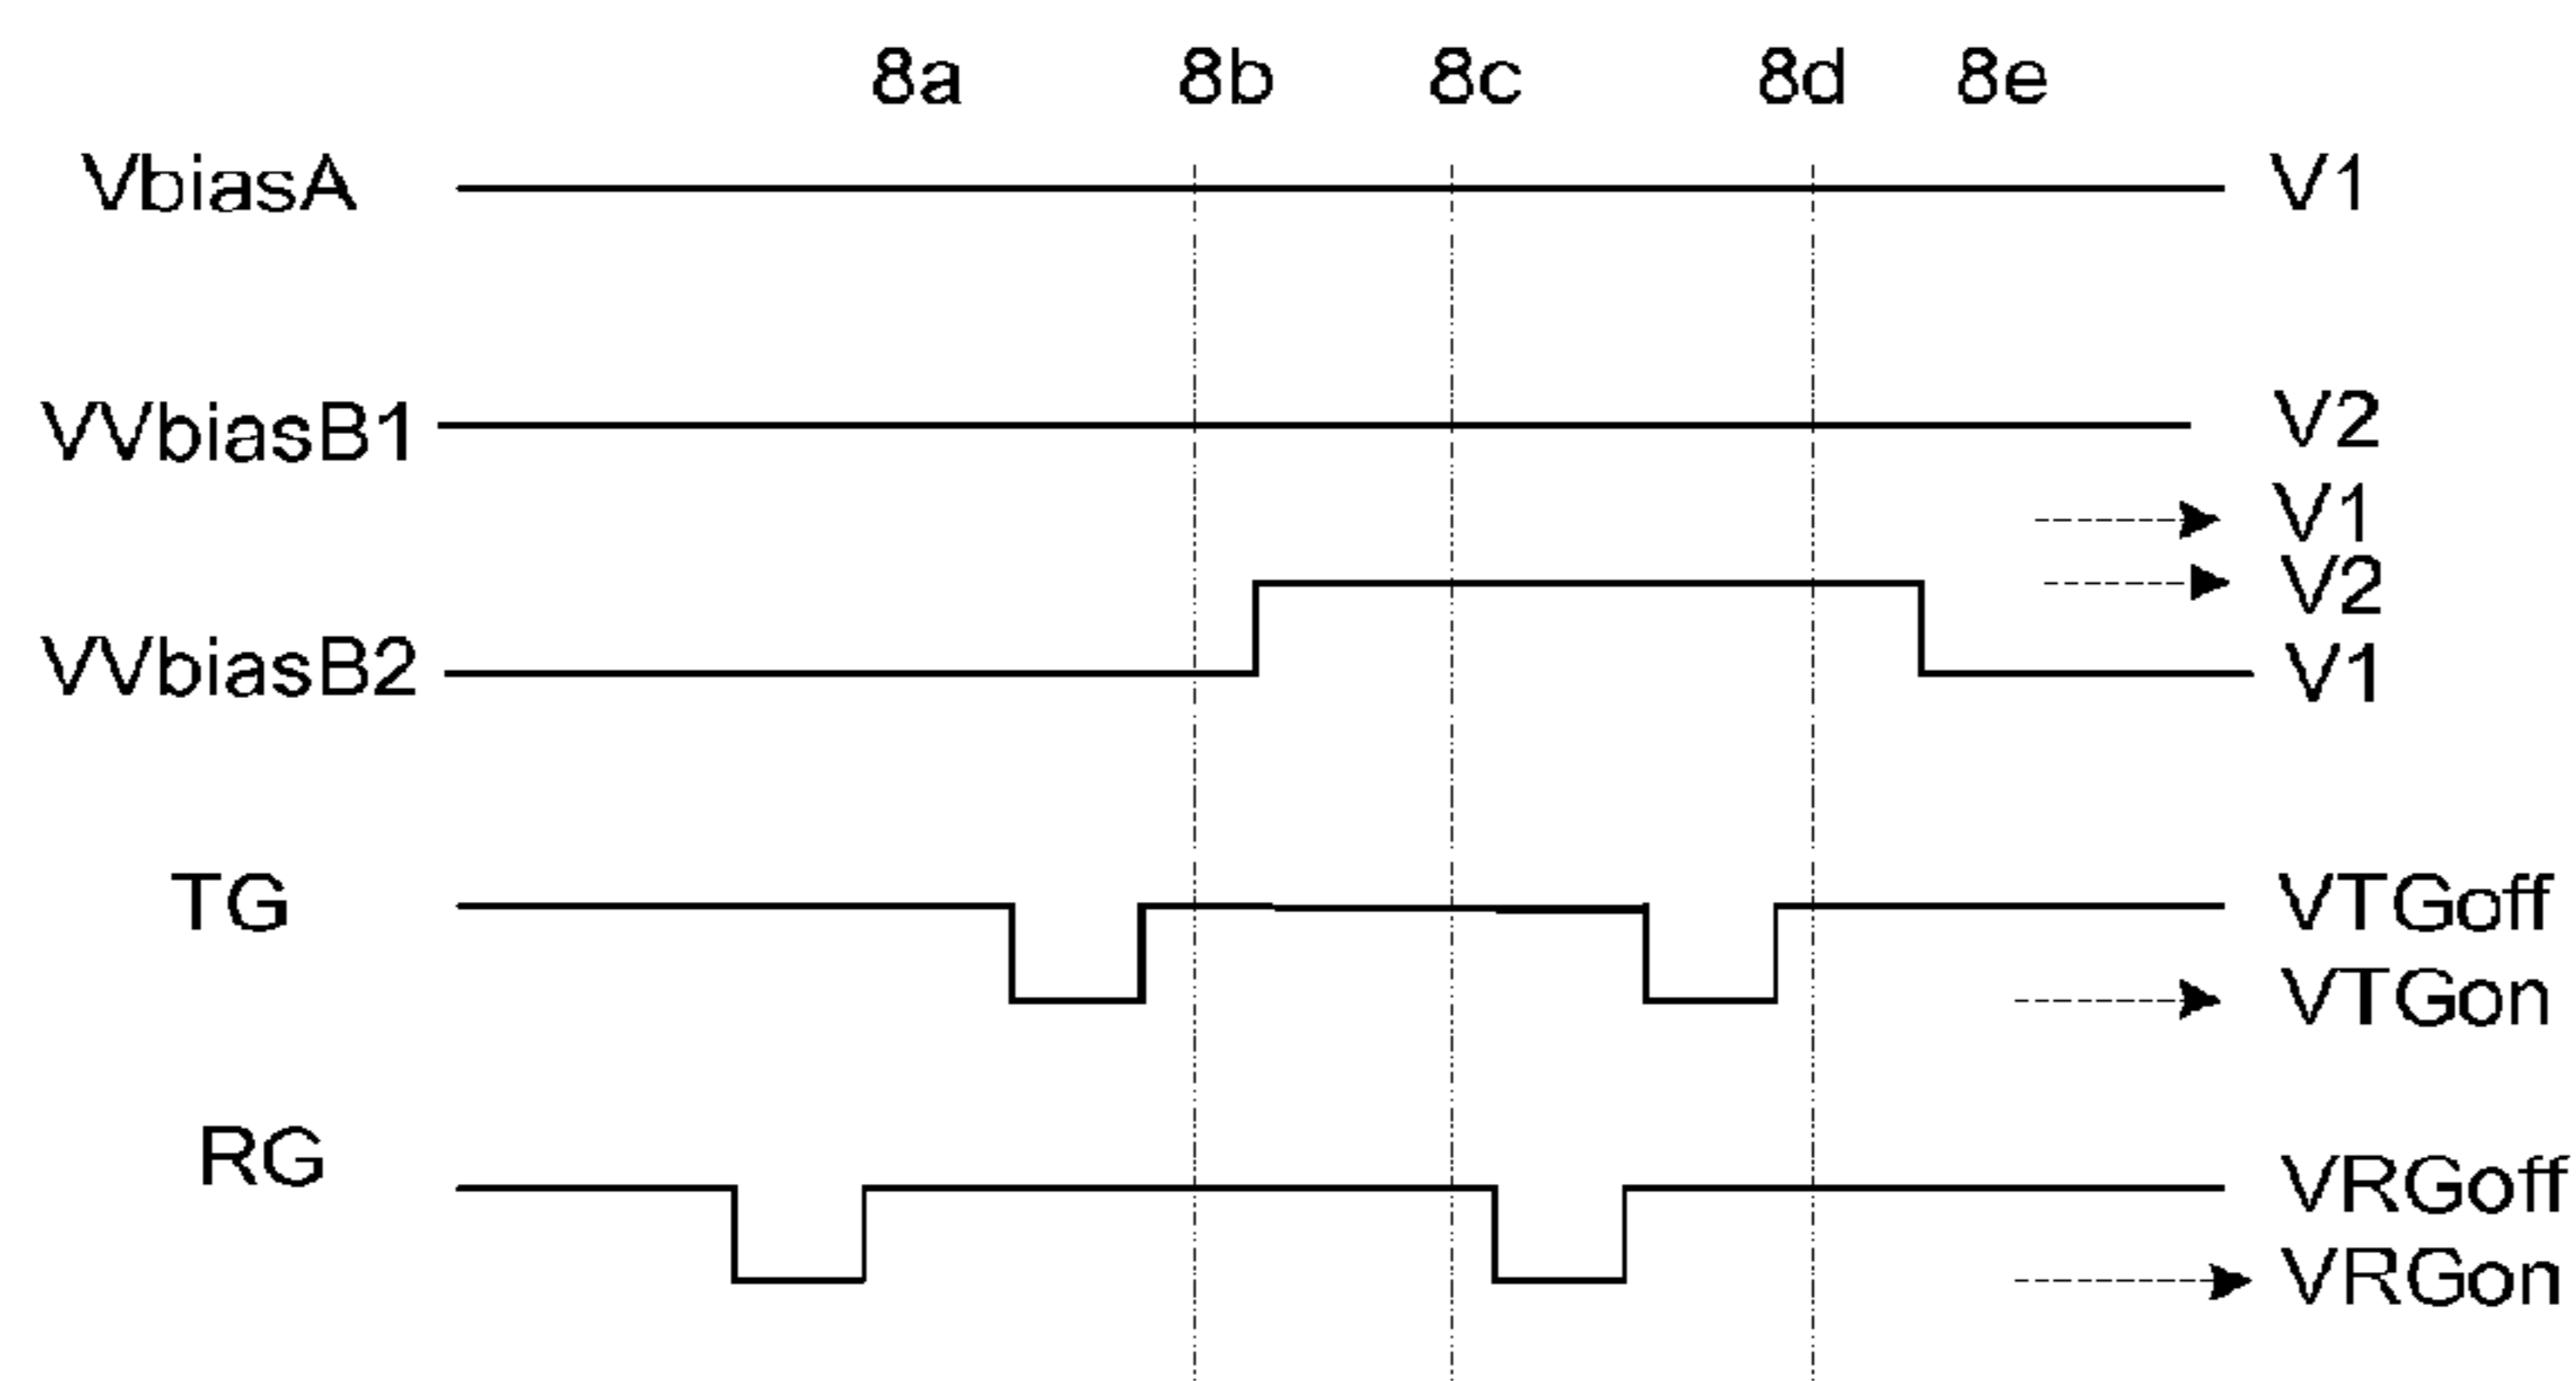 8a 8b 8c 8d 8e
VbiasA V1
VVbiasB1 V2
V1
V2
VVbiasB2 V1
TG VTGoff
VTGon
RG VRGoff
VRGon